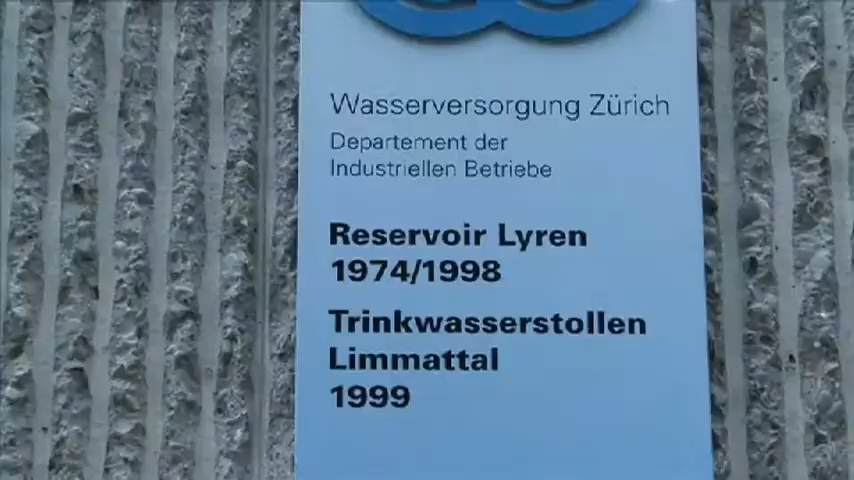 Wasserversorgung Zürich
Departement der
Industriellen Betriebe
Reservoir Lyren
1974/1998
Trinkwasserstollen
Limmattal
1999